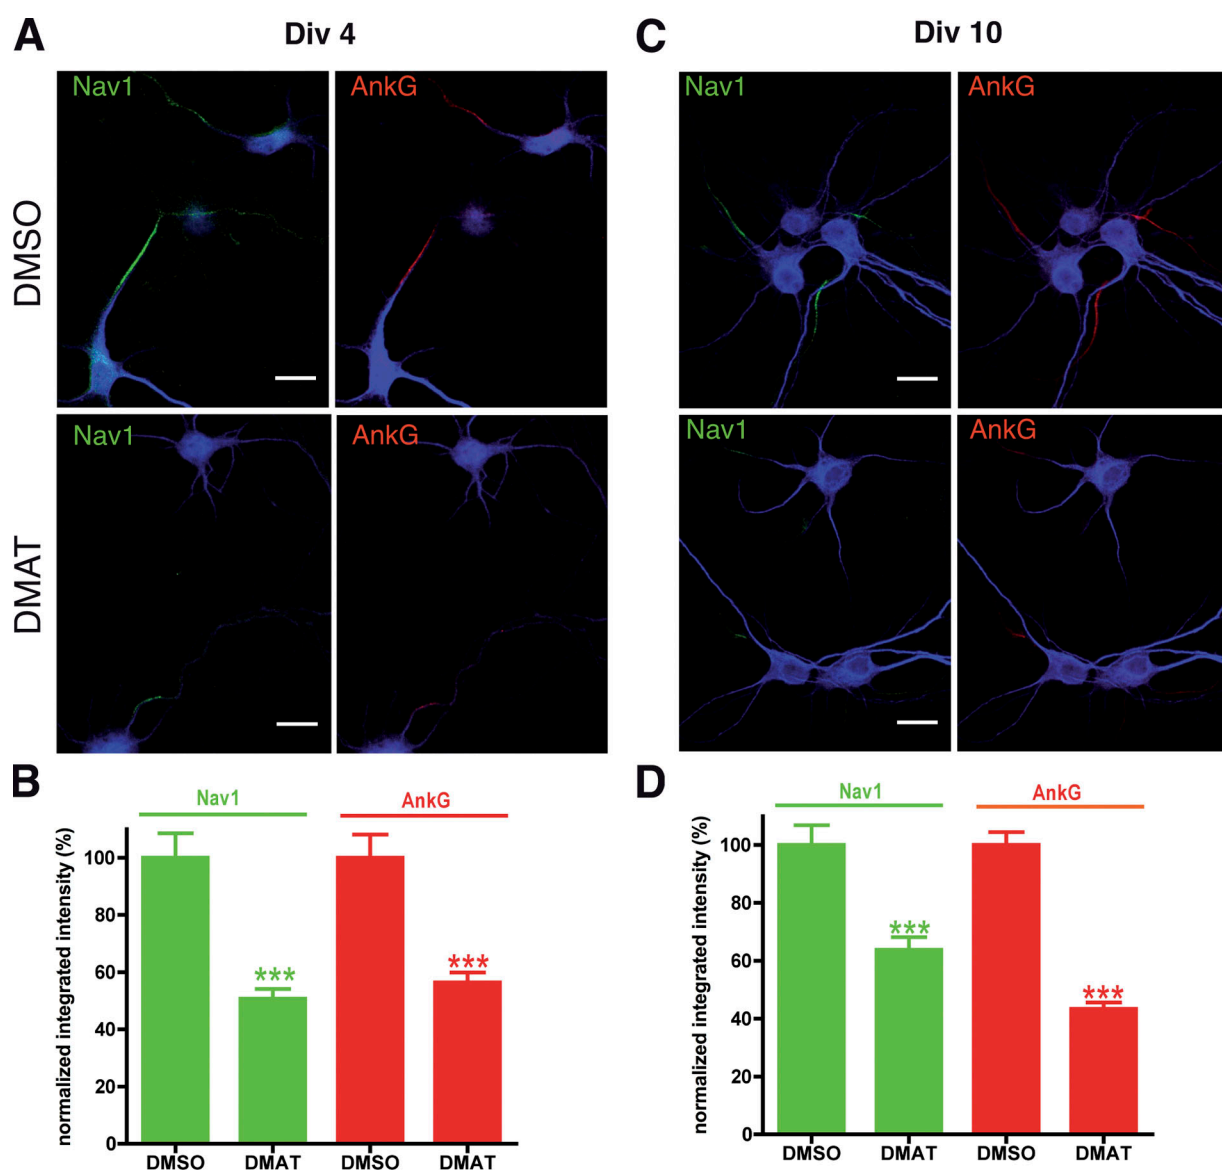 A
Div 4
Nav1
AnkG
DMSO
Nav1
AnkG
DMAT
B
Nav1
AnkG
normalized integrated intensity (%)
100
80
60
40
20
0
***
***
DMSO
DMAT
DMSO
DMAT
C
Div 10
Nav1
AnkG
Nav1
AnkG
D
Nav1
AnkG
normalized integrated intensity (%)
100
80
60
40
20
0
***
***
DMSO
DMAT
DMSO
DMAT